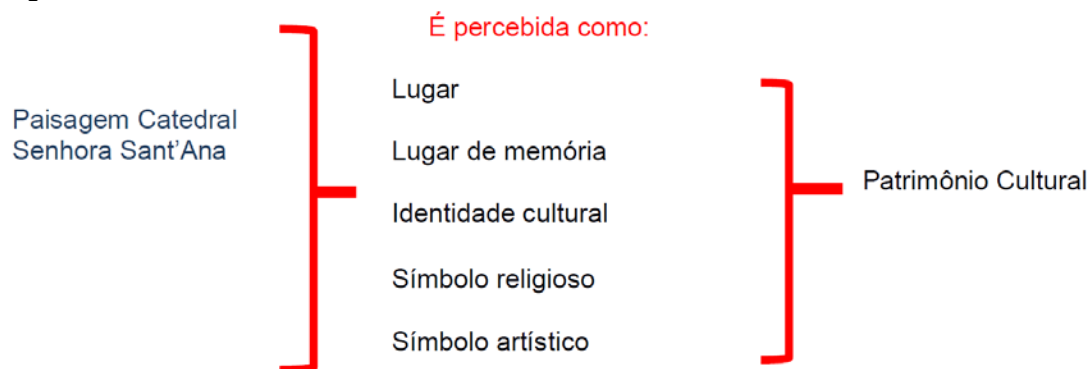 É percebida como:
Paisagem Catedral
Senhora Sant’Ana
Lugar
Lugar de memória
Identidade cultural
Símbolo religioso
Símbolo artístico
Patrimônio Cultural